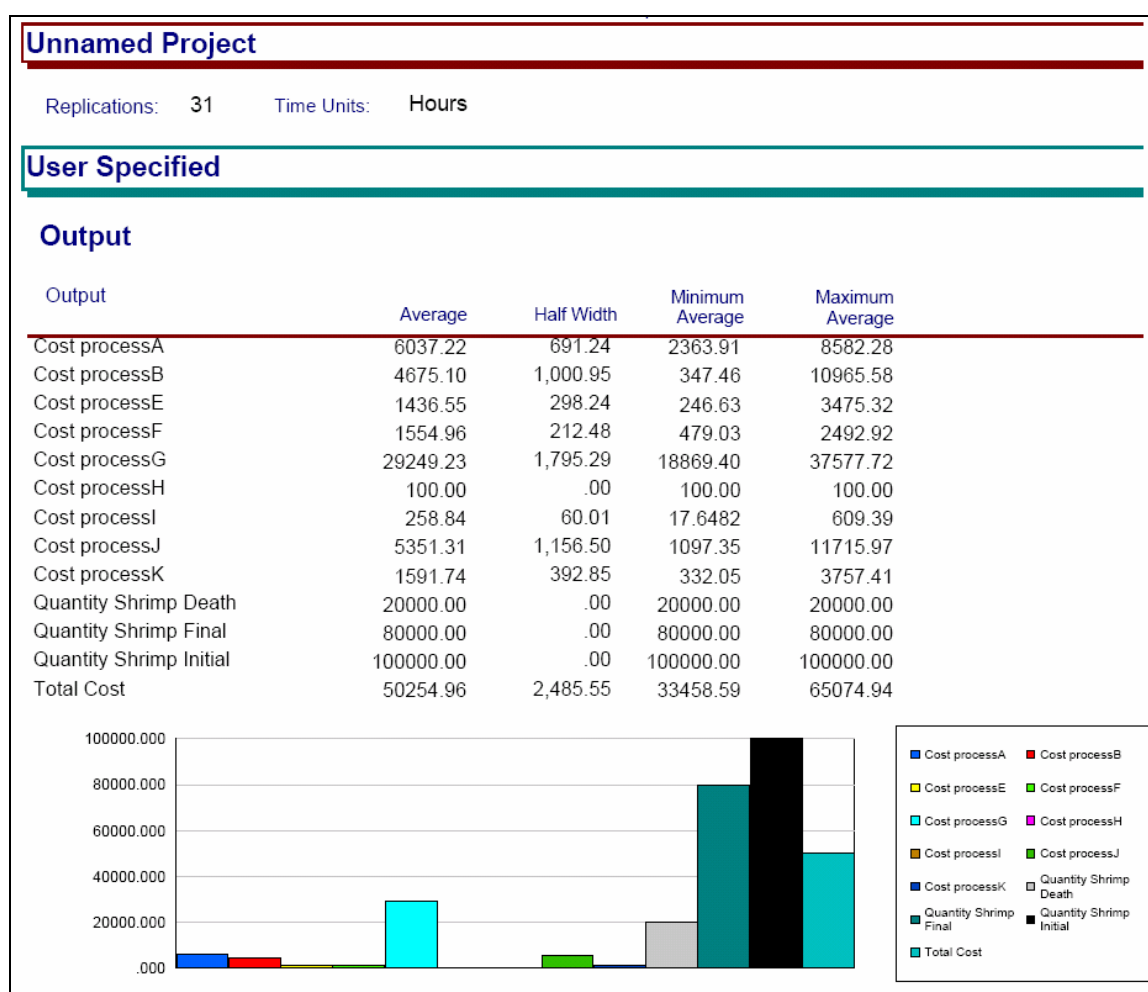 Unnamed Project
Replications: 31 Time Units: Hours
User Specified
Output
Output Average Half Width Minimum Average Maximum Average
Cost processA 6037.22 691.24 2363.91 8582.28
Cost processB 4675.10 1,000.95 347.46 10965.58
Cost processE 1436.55 298.24 246.63 3475.32
Cost processF 1554.96 212.48 479.03 2492.92
Cost processG 29249.23 1,795.29 18869.40 37577.72
Cost processH 100.00 .00 100.00 100.00
Cost processI 258.84 60.01 17.6482 609.39
Cost processJ 5351.31 1,156.50 1097.35 11715.97
Cost processK 1591.74 392.85 332.05 3757.41
Quantity Shrimp Death 20000.00 .00 20000.00 20000.00
Quantity Shrimp Final 80000.00 .00 80000.00 80000.00
Quantity Shrimp Initial 100000.00 .00 100000.00 100000.00
Total Cost 50254.96 2,485.55 33458.59 65074.94
100000.000
80000.000
60000.000
40000.000
20000.000
.000
Cost processA Cost processB
Cost processE Cost processF
Cost processG Cost processH
Cost processI Cost processJ
Cost processK Quantity Shrimp Death
Quantity Shrimp Final Quantity Shrimp Initial
Total Cost